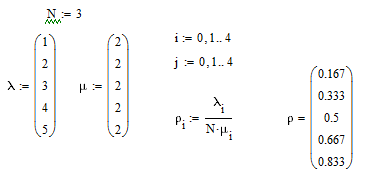 N := 3
i := 0, 1.. 4
j := 0, 1.. 4
λ := (1 2 3 4 5)
μ := (2 2 2 2 2)
ρ_i := λ_i / (N·μ_i)
ρ = (0.167 0.333 0.5 0.667 0.833)